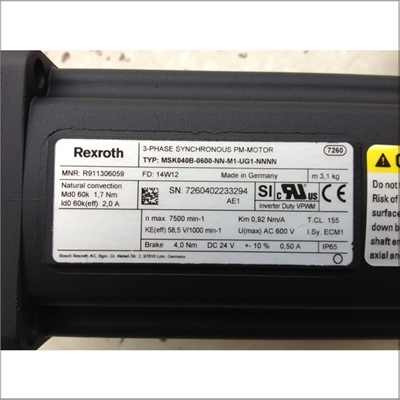 Rexroth
3-PHASE SYNCHRONOUS PM-MOTOR
7260
TYP: MSK040B-0600-NN-M1-UG1-NNNN
MNR: R911306059
FD: 14W12
Made in Germany
m 3,1 kg
Natural convection
Md0 60k 1,7 Nm
Id0 60k(eff) 2,0 A
SN: 7260402233294
AE1
SI
c US
Inverter Duty VPWM
n max 7500 min-1
Km 0,92 Nm/A
T.CL 155
KE(eff) 58,5 V/1000 min-1
U(max) AC 600 V
I.Sy. ECM1
Brake 4,0 Nm DC 24 V +- 10 % 0,50 A
IP65
Bosch Rexroth AG, Bgm.-Dr.-Nebel-Str. 2, 97816 Lohr, Germany
Do not
Risk of
surface
down b
shaft en
axial an